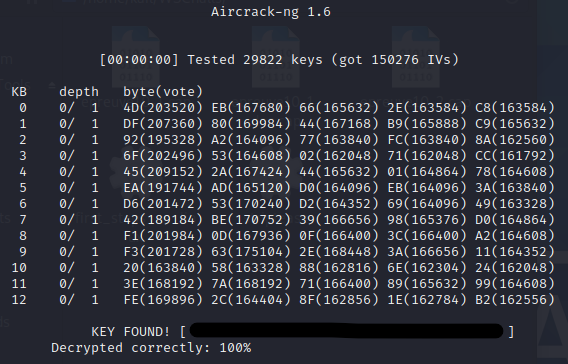 Aircrack-ng 1.6
[00:00:00] Tested 29822 keys (got 150276 IVs)
KB depth byte(vote)
0 0/ 1 4D(203520) EB(167680) 66(165632) 2E(163584) C8(163584)
1 0/ 1 DF(207360) 80(169984) 44(167168) B9(165888) C9(165632)
2 0/ 1 92(195328) A2(164096) 77(163840) FC(163840) 8A(162560)
3 0/ 1 6F(202496) 53(164608) 02(162048) 71(162048) CC(161792)
4 0/ 1 45(209152) 2A(167424) 44(165632) 01(164864) 78(164608)
5 0/ 1 EA(191744) AD(165120) D0(164096) EB(164096) 3A(163840)
6 0/ 1 D6(201472) 53(170240) D2(164352) 69(164096) 49(163328)
7 0/ 1 42(189184) BE(170752) 39(166656) 98(165376) D0(164864)
8 0/ 1 F1(201984) 0D(167936) 0F(166400) 3C(166400) A2(164608)
9 0/ 1 F3(201728) 63(175104) 2E(168448) 3A(166656) 11(164352)
10 0/ 1 20(163840) 58(163328) 88(162816) 6E(162304) 24(162048)
11 0/ 1 3E(168192) 7A(168192) 71(166400) 89(165632) 99(164608)
12 0/ 1 FE(169896) 2C(164404) 8F(162856) 1E(162784) B2(162556)
KEY FOUND! [ ]
Decrypted correctly: 100%